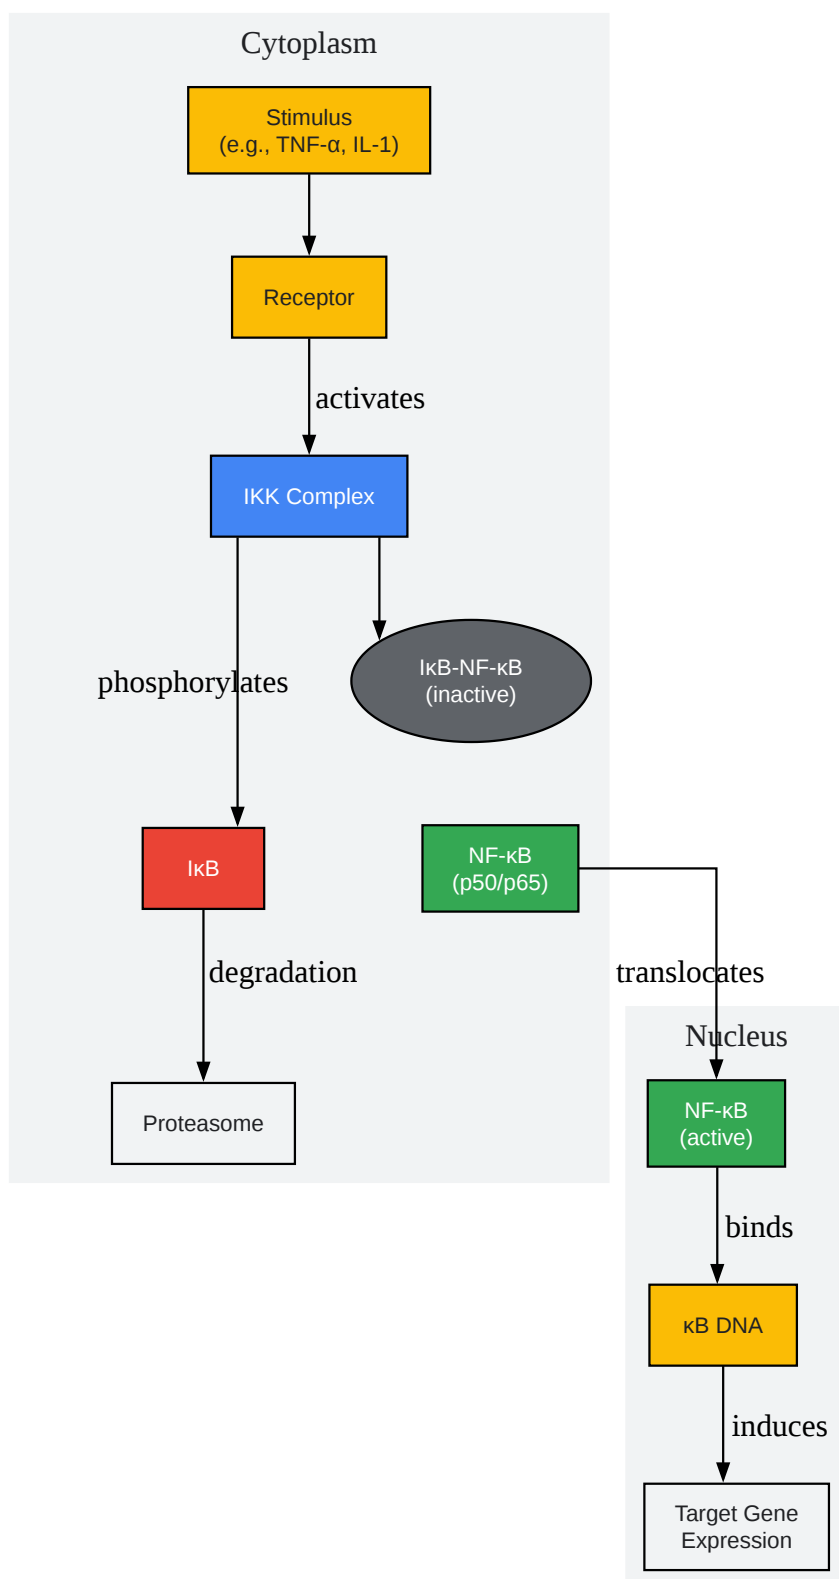 Cytoplasm
Stimulus
(e.g., TNF-α, IL-1)
Receptor
activates
IKK Complex
phosphorylates
IκB-NF-κB
(inactive)
IκB
NF-κB
(p50/p65)
degradation
translocates
Nucleus
Proteasome
NF-κB
(active)
binds
κB DNA
induces
Target Gene
Expression